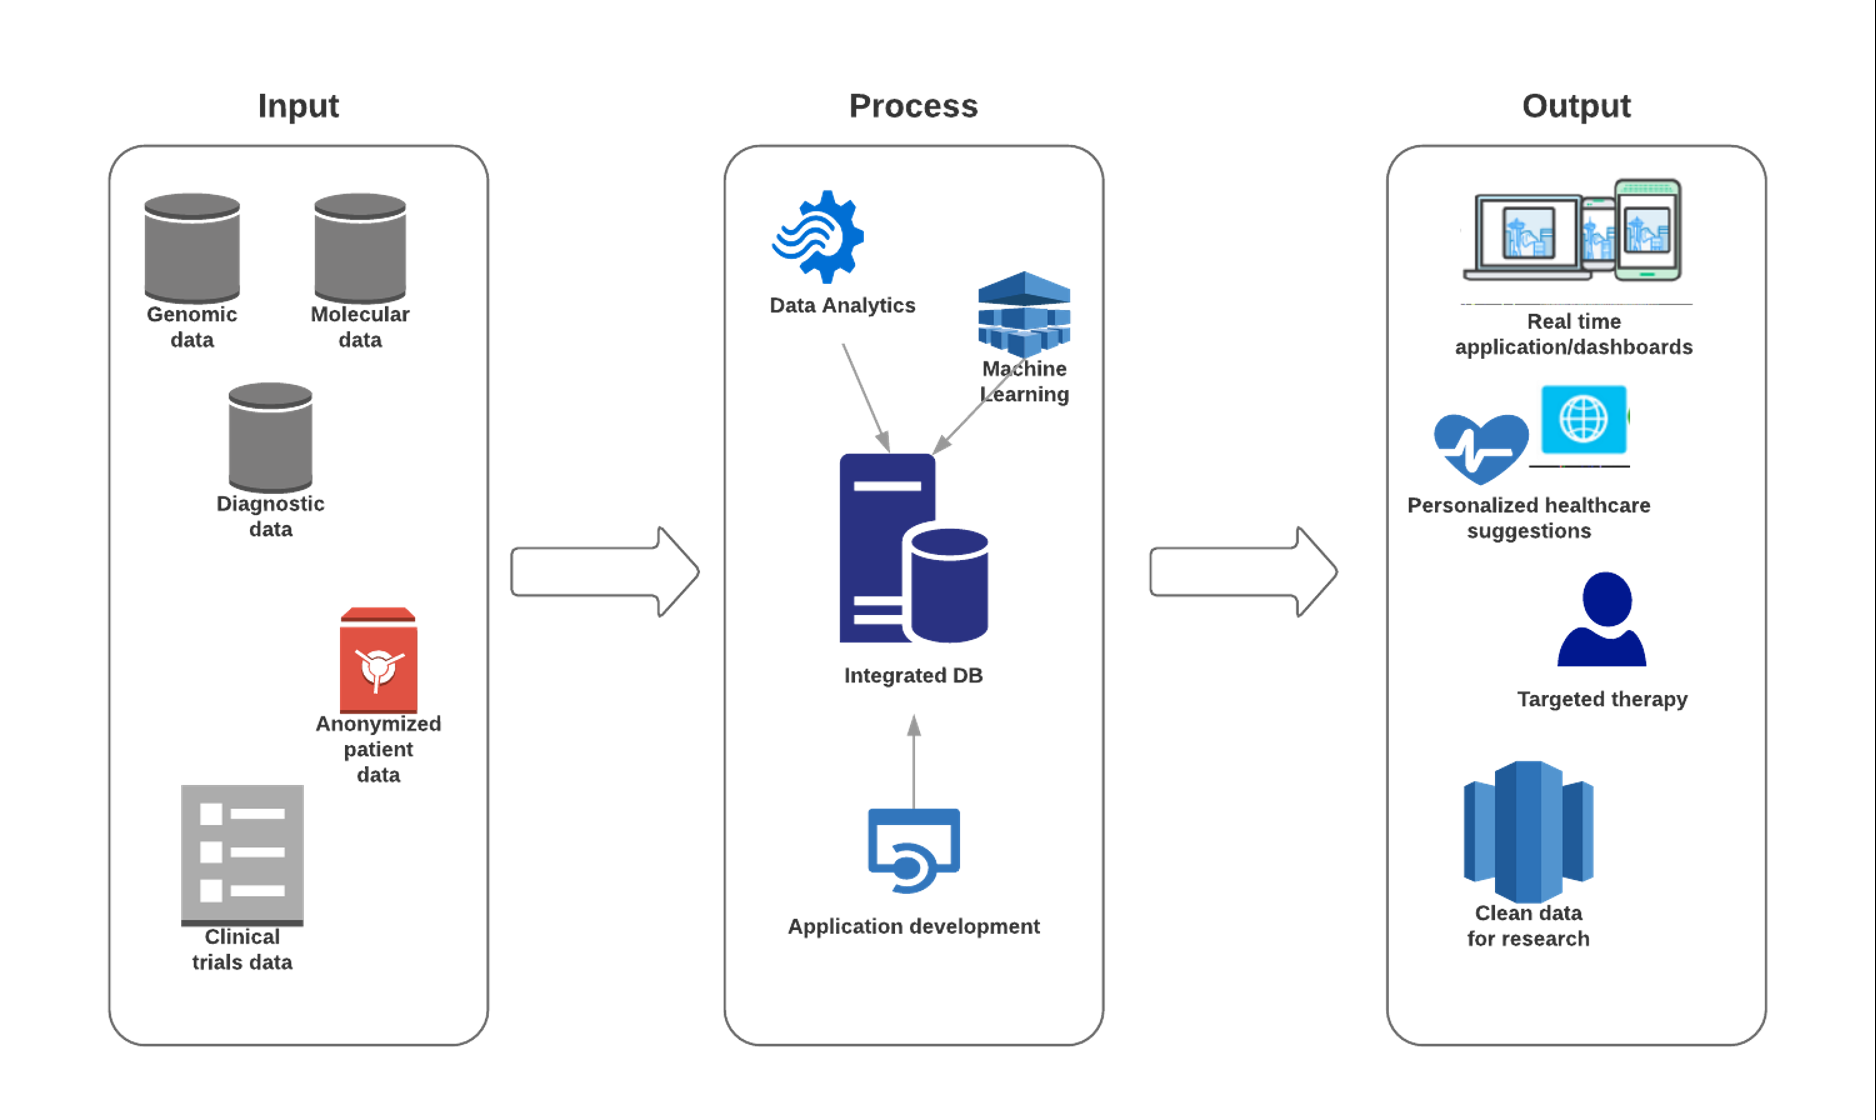 Input
Process
Output
Genomic
data
Molecular
data
Diagnostic
data
Anonymized
patient
data
Clinical
trials data
Data Analytics
Machine
Learning
Integrated DB
Application development
Real time
application/dashboards
Personalized healthcare
suggestions
Targeted therapy
Clean data
for research